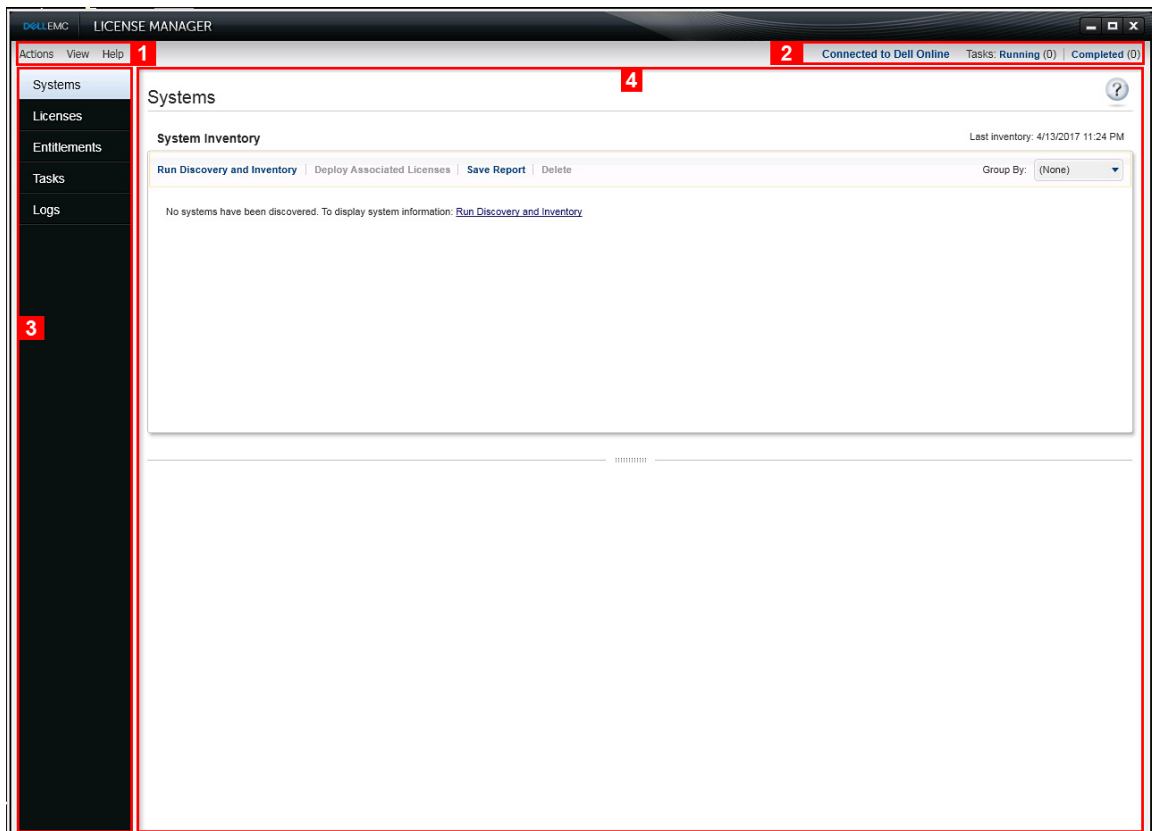 DELLEMC LICENSE MANAGER
Actions View Help 1 2 Connected to Dell Online Tasks: Running (0) Completed (0)
Systems
Licenses
Entitlements
Tasks
Logs
3
4
Systems ?
System Inventory Last inventory: 4/13/2017 11:24 PM
Run Discovery and Inventory Deploy Associated Licenses Save Report Delete Group By: (None)
No systems have been discovered. To display system information: Run Discovery and Inventory